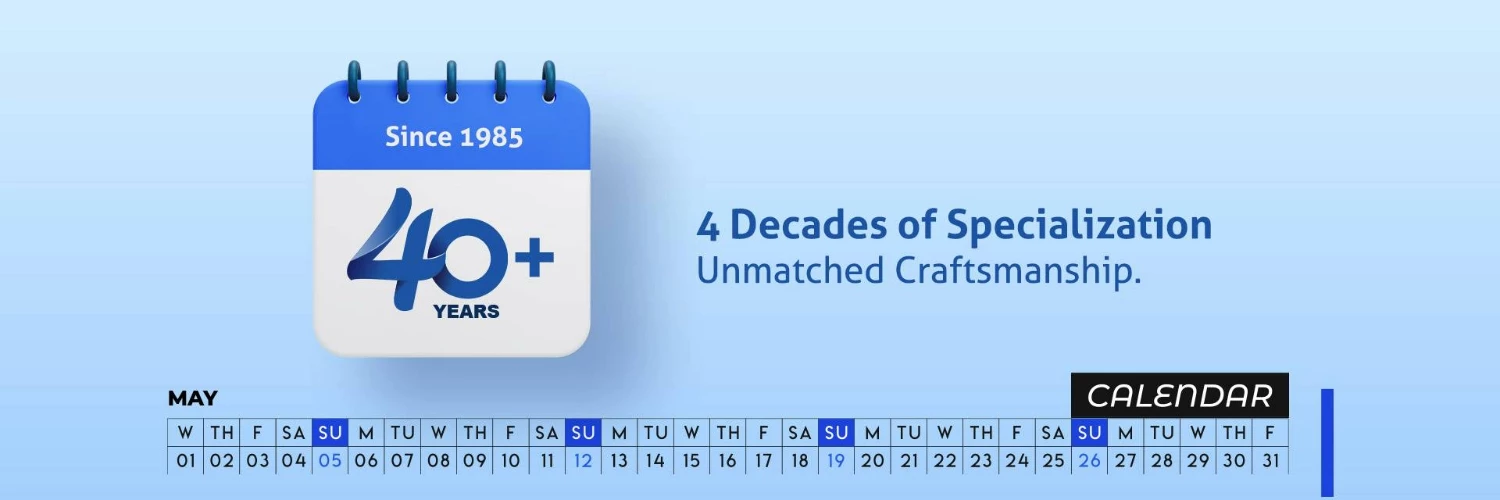 Since 1985
40+
YEARS
4 Decades of Specialization
Unmatched Craftsmanship.
MAY
CALENDAR
W TH F SA SU M TU W TH F SA SU M TU W TH F SA SU M TU W TH F SA SU M TU W TH F
01 02 03 04 05 06 07 08 09 10 11 12 13 14 15 16 17 18 19 20 21 22 23 24 25 26 27 28 29 30 31